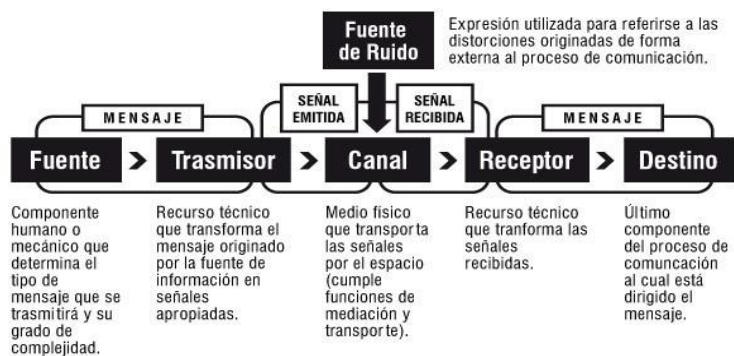 Fuente
de Ruido
Expresión utilizada para referirse a las
distorciones originadas de forma
externa al proceso de comunicación.
MENSAJE
SEÑAL
EMITIDA
SEÑAL
RECIBIDA
MENSAJE
Fuente > Trasmisor > Canal > Receptor > Destino
Componente
humano o
mecánico que
determina el
tipo de
mensaje que se
trasmitirá y su
grado de
complejidad.
Recurso técnico
que transforma el
mensaje originado
por la fuente de
información en
señales
apropiadas.
Medio físico
que transporta
las señales
por el espacio
(cumple
funciones de
mediación y
transporte).
Recurso técnico
que tranforma las
señales
recibidas.
Último
componente
del proceso de
comuncación
al cual está
dirigido el
mensaje.